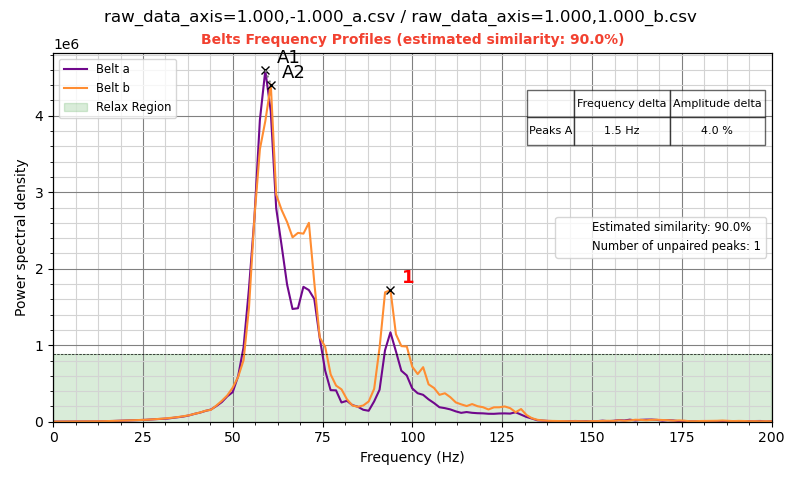 raw_data_axis=1.000,-1.000_a.csv / raw_data_axis=1.000,1.000_b.csv
Belts Frequency Profiles (estimated similarity: 90.0%)
1e6
A1
A2
Belt a
Belt b
Relax Region
Frequency delta Amplitude delta
Peaks A 1.5 Hz 4.0 %
Estimated similarity: 90.0%
Number of unpaired peaks: 1
1
Power spectral density
4
3
2
1
0
0 25 50 75 100 125 150 175 200
Frequency (Hz)